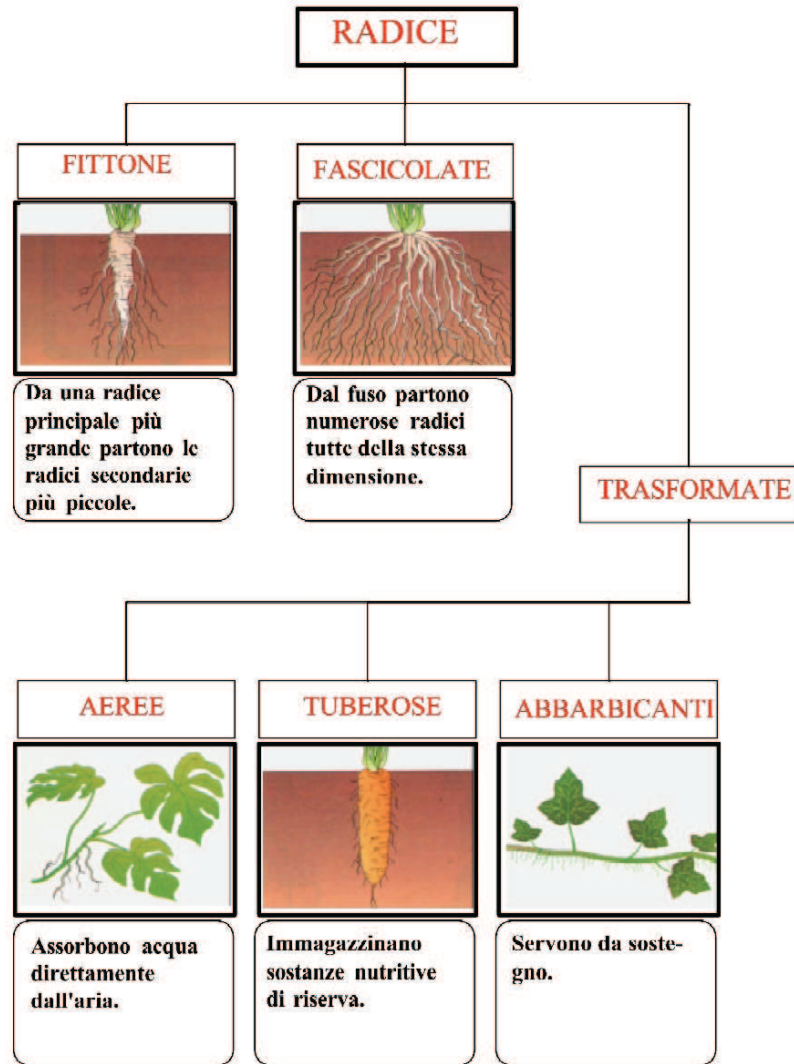 RADICE
FITTONE
Da una radice
principale più
grande partono le
radici secondarie
più piccole.
FASCICOLATE
Dal fuso partono
numerose radici
tutte della stessa
dimensione.
TRASFORMATE
AEREE
Assorbono acqua
direttamente
dall'aria.
TUBEROSE
Immagazzinano
sostanze nutritive
di riserva.
ABBARBICANTI
Servono da soste-
gno.